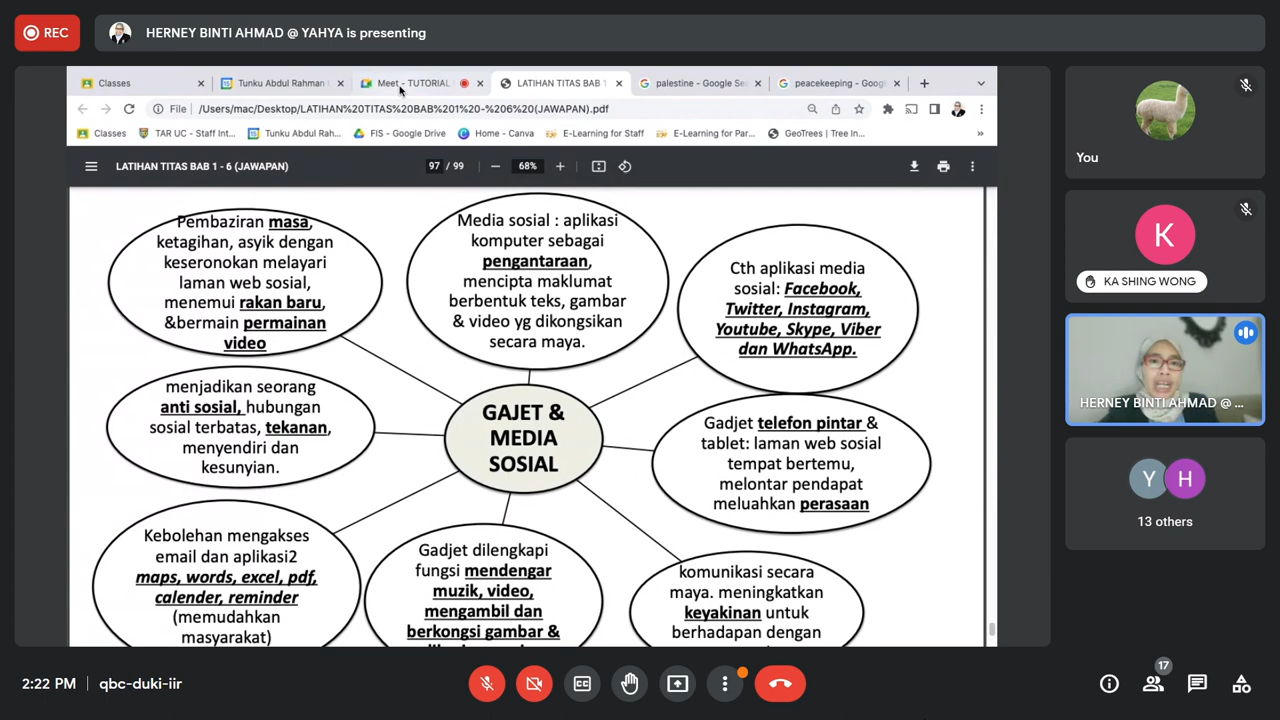 REC
HERNEY BINTI AHMAD @ YAHYA is presenting
Classes
Tunku Abdul Rahman
Meet - TUTORIAL
LATIHAN TITAS BAB 1
palestine - Google Se
peacekeeping - Goog
File
/Users/mac/Desktop/LATIHAN%20TITAS%20BAB%201%20-%206%20(JAWAPAN).pdf
Classes
TAR UC - Staff Int...
Tunku Abdul Rah...
FIS - Google Drive
Home - Canva
E-Learning for Staff
E-Learning for Par...
GeoTrees | Tree In...
»
LATIHAN TITAS BAB 1 - 6 (JAWAPAN)
97 / 99
68%
Pembaziran masa,
ketagihan, asyik dengan
keseronokan melayari
laman web sosial,
menemui rakan baru,
&bermain permainan
video
Media sosial : aplikasi
komputer sebagai
pengantaraan,
mencipta maklumat
berbentuk teks, gambar
& video yg dikongsikan
secara maya.
Cth aplikasi media
sosial: Facebook,
Twitter, Instagram,
Youtube, Skype, Viber
dan WhatsApp.
menjadikan seorang
anti sosial, hubungan
sosial terbatas, tekanan,
menyendiri dan
kesunyian.
GAJET &
MEDIA
SOSIAL
Gadjet telefon pintar &
tablet: laman web sosial
tempat bertemu,
melontar pendapat
meluahkan perasaan
Kebolehan mengakses
email dan aplikasi2
maps, words, excel, pdf,
calender, reminder
(memudahkan
masyarakat)
Gadjet dilengkapi
fungsi mendengar
muzik, video,
mengambil dan
berkongsi gambar &
komunikasi secara
maya. meningkatkan
keyakinan untuk
berhadapan dengan
You
K
KA SHING WONG
HERNEY BINTI AHMAD @ ...
Y
H
13 others
2:22 PM | qbc-duki-iir
CC
17